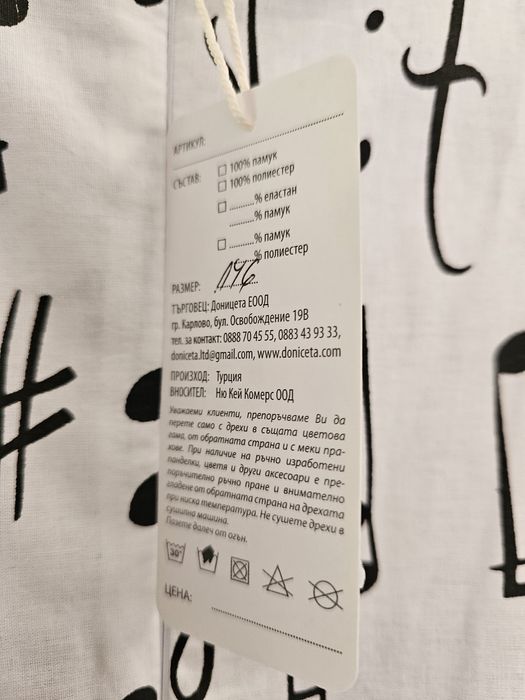 АРТИКУЛ:
СЪСТАВ: 100% памук
100% полиестер
..........% еластан
..........% памук
..........% памук
..........% полиестер
РАЗМЕР: 146
ТЪРГОВЕЦ: Доницета ЕООД
гр. Карлово, бул. Освобождение 19В
тел. за контакт: 0888 70 45 55, 0883 43 93 33,
doniceta.ltd@gmail.com, www.doniceta.com
ПРОИЗХОД: Турция
ВНОСИТЕЛ: Ню Кей Комерс ООД
Уважаеми клиенти, препоръчваме Ви да
перете само с дрехи в същата цветова
гама, от обратната страна и с меки пра-
хове. При наличие на ръчно изработени
панделки, цветя и други аксесоари е пре-
поръчително ръчно пране и внимателно
гладене от обратната страна на дрехата
при ниска температура. Не сушете дрехи в
сушилна машина.
Пазете далеч от огън.
30°
ЦЕНА: